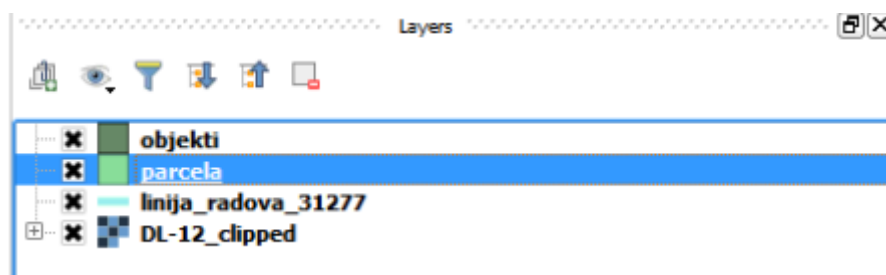 Layers
objekti
parcela
linija_radova_31277
DL-12_clipped